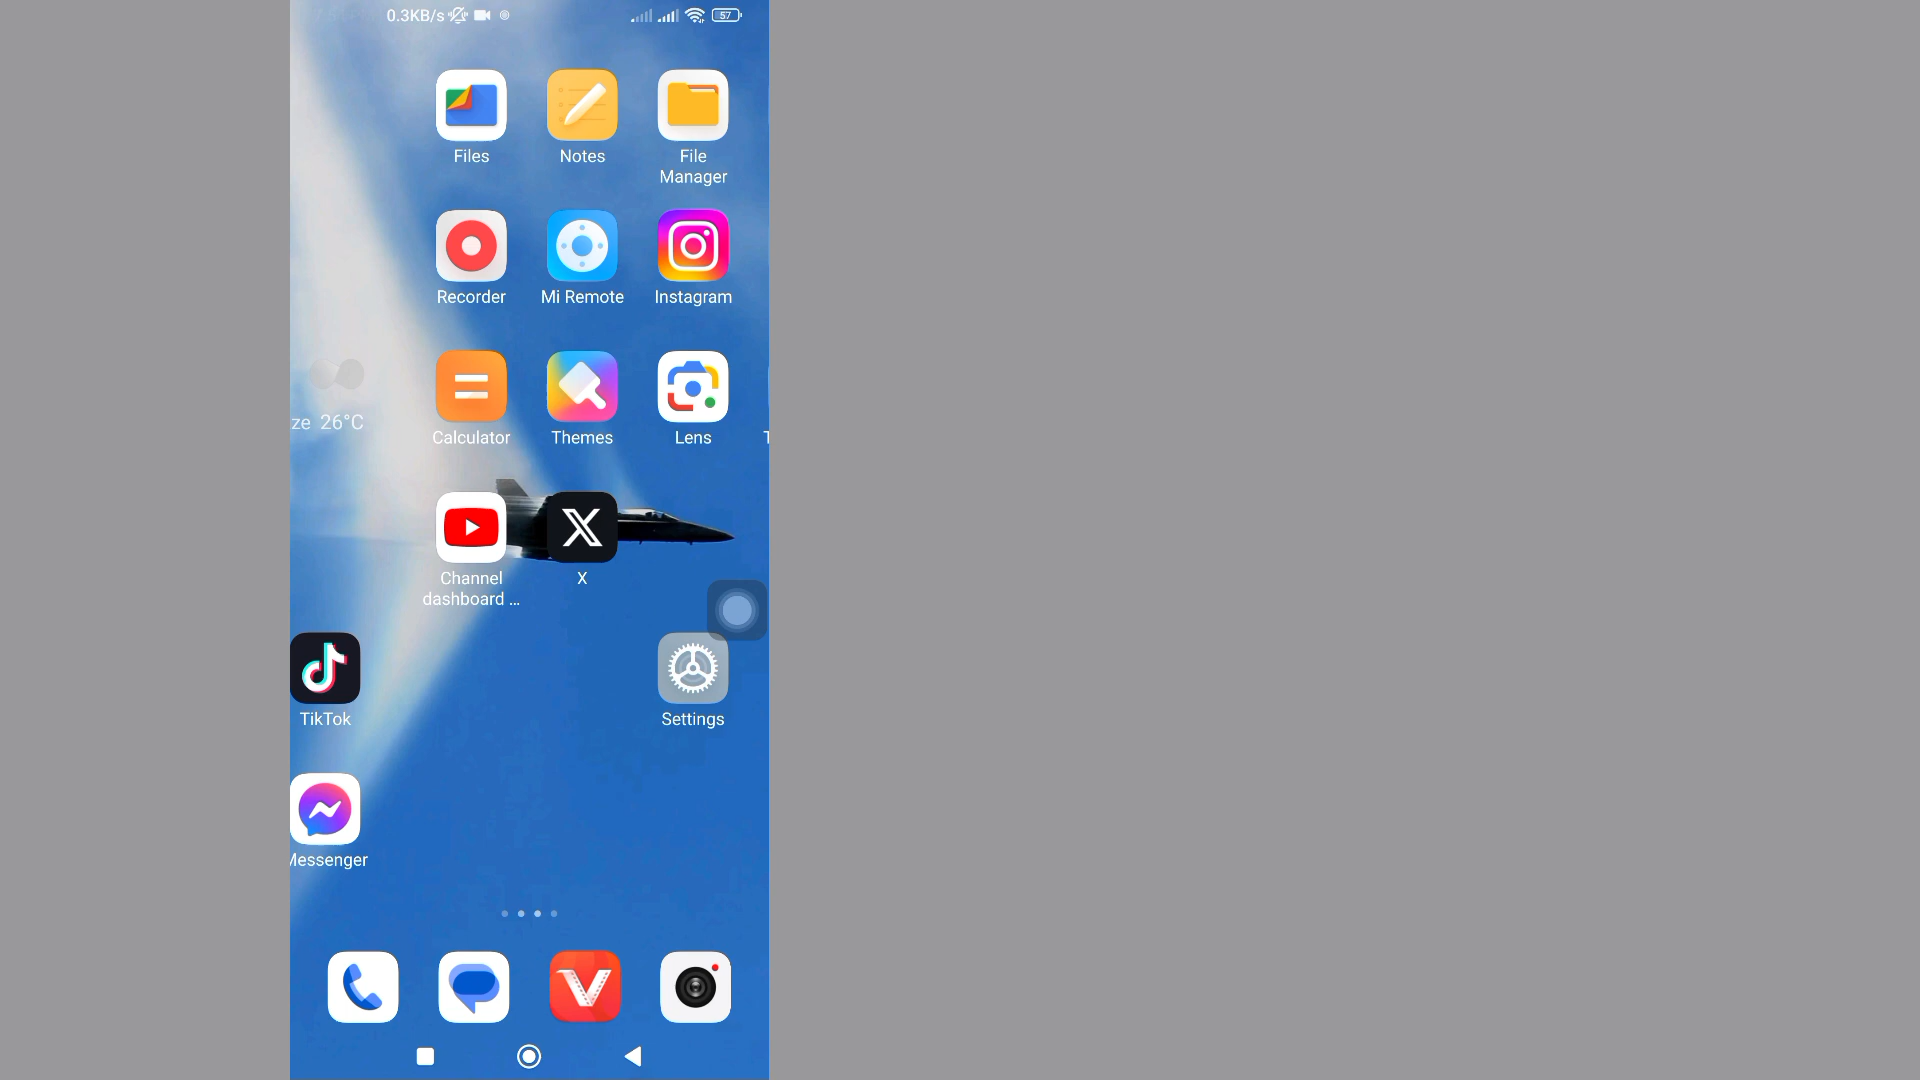 0.3KB/s 57
Files Notes File
Manager
Recorder Mi Remote Instagram
ze 26°C
Calculator Themes Lens T
Channel
dashboard ...
X
TikTok Settings
Messenger